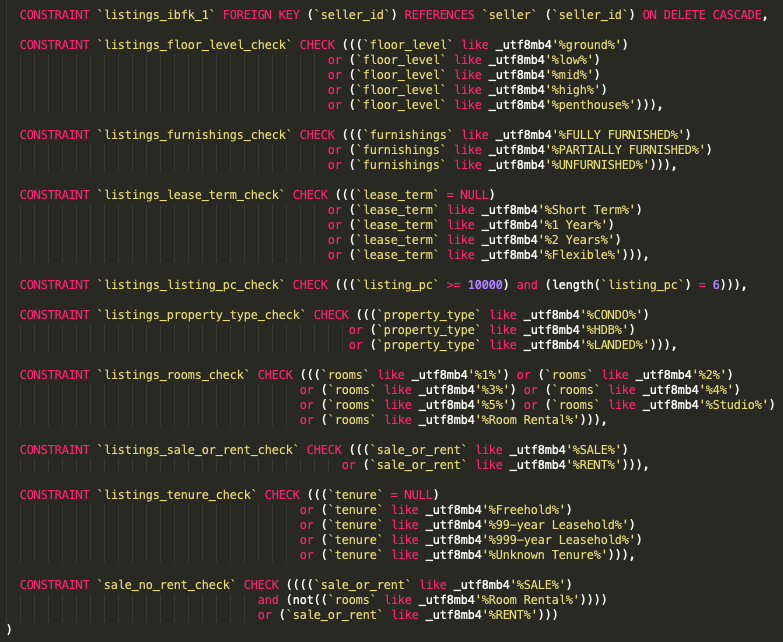 CONSTRAINT `listings_ibfk_1` FOREIGN KEY (`seller_id`) REFERENCES `seller` (`seller_id`) ON DELETE CASCADE,
CONSTRAINT `listings_floor_level_check` CHECK (((`floor_level` like _utf8mb4'%ground%')
or (`floor_level` like _utf8mb4'%low%')
or (`floor_level` like _utf8mb4'%mid%')
or (`floor_level` like _utf8mb4'%high%')
or (`floor_level` like _utf8mb4'%penthouse%'))),
CONSTRAINT `listings_furnishings_check` CHECK (((`furnishings` like _utf8mb4'%FULLY FURNISHED%')
or (`furnishings` like _utf8mb4'%PARTIALLY FURNISHED%')
or (`furnishings` like _utf8mb4'%UNFURNISHED%'))),
CONSTRAINT `listings_lease_term_check` CHECK (((`lease_term` = NULL)
or (`lease_term` like _utf8mb4'%Short Term%')
or (`lease_term` like _utf8mb4'%1 Year%')
or (`lease_term` like _utf8mb4'%2 Years%')
or (`lease_term` like _utf8mb4'%Flexible%'))),
CONSTRAINT `listings_listing_pc_check` CHECK (((`listing_pc` >= 10000) and (length(`listing_pc`) = 6))),
CONSTRAINT `listings_property_type_check` CHECK (((`property_type` like _utf8mb4'%CONDO%')
or (`property_type` like _utf8mb4'%HDB%')
or (`property_type` like _utf8mb4'%LANDED%'))),
CONSTRAINT `listings_rooms_check` CHECK (((`rooms` like _utf8mb4'%1%') or (`rooms` like _utf8mb4'%2%')
or (`rooms` like _utf8mb4'%3%') or (`rooms` like _utf8mb4'%4%')
or (`rooms` like _utf8mb4'%5%') or (`rooms` like _utf8mb4'%Studio%')
or (`rooms` like _utf8mb4'%Room Rental%'))),
CONSTRAINT `listings_sale_or_rent_check` CHECK (((`sale_or_rent` like _utf8mb4'%SALE%')
or (`sale_or_rent` like _utf8mb4'%RENT%'))),
CONSTRAINT `listings_tenure_check` CHECK (((`tenure` = NULL)
or (`tenure` like _utf8mb4'%Freehold%')
or (`tenure` like _utf8mb4'%99-year Leasehold%')
or (`tenure` like _utf8mb4'%999-year Leasehold%')
or (`tenure` like _utf8mb4'%Unknown Tenure%'))),
CONSTRAINT `sale_no_rent_check` CHECK ((((`sale_or_rent` like _utf8mb4'%SALE%')
and (not((`rooms` like _utf8mb4'%Room Rental%'))))
or (`sale_or_rent` like _utf8mb4'%RENT%')))
)